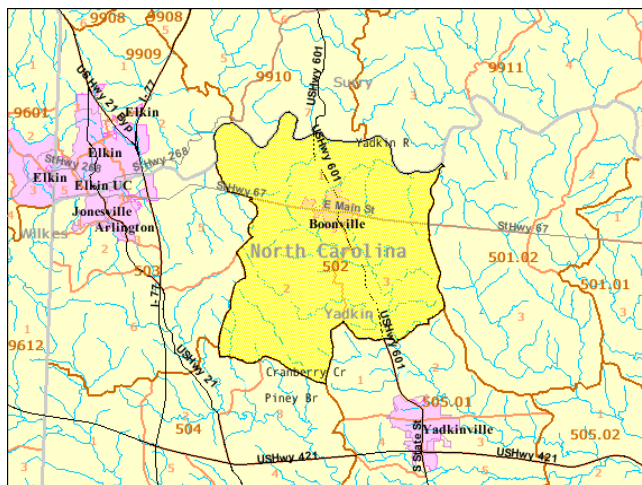 9908
9908
9909
9910
9911
USHwy 601
I-77
US Hwy 21 Byp
Surry
9601
Elkin
Yadkin R
Elkin
StHwy 268
StHwy 268
USHwy 601
Elkin
Elkin UC
StHwy 67
E Main St
Jonesville
Arlington
Boonville
StHwy 67
Wilkes
North Carolina
503
502
501.02
501.01
I-77
Yadkin
9612
USHwy 21
USHwy 601
Cranberry Cr
Piney Br
505.01
504
Yadkinville
505.02
S State St
USHwy 421
USHwy 421